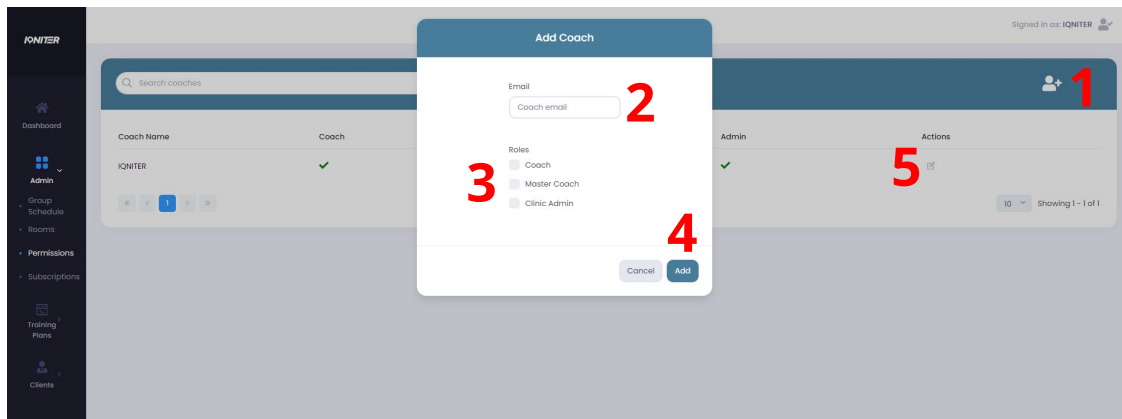 IQNITER
Signed in as: IQNITER
Add Coach
Search coaches
1
Email
Coach email
2
Dashboard
Coach Name
Coach
Admin
Actions
Roles
Coach
Master Coach
Clinic Admin
3
IQNITER
5
Admin
Group
Schedule
Rooms
Permissions
Subscriptions
« ‹ 1 › »
10
Showing 1 - 1 of 1
4
Cancel
Add
Training
Plans
Clients